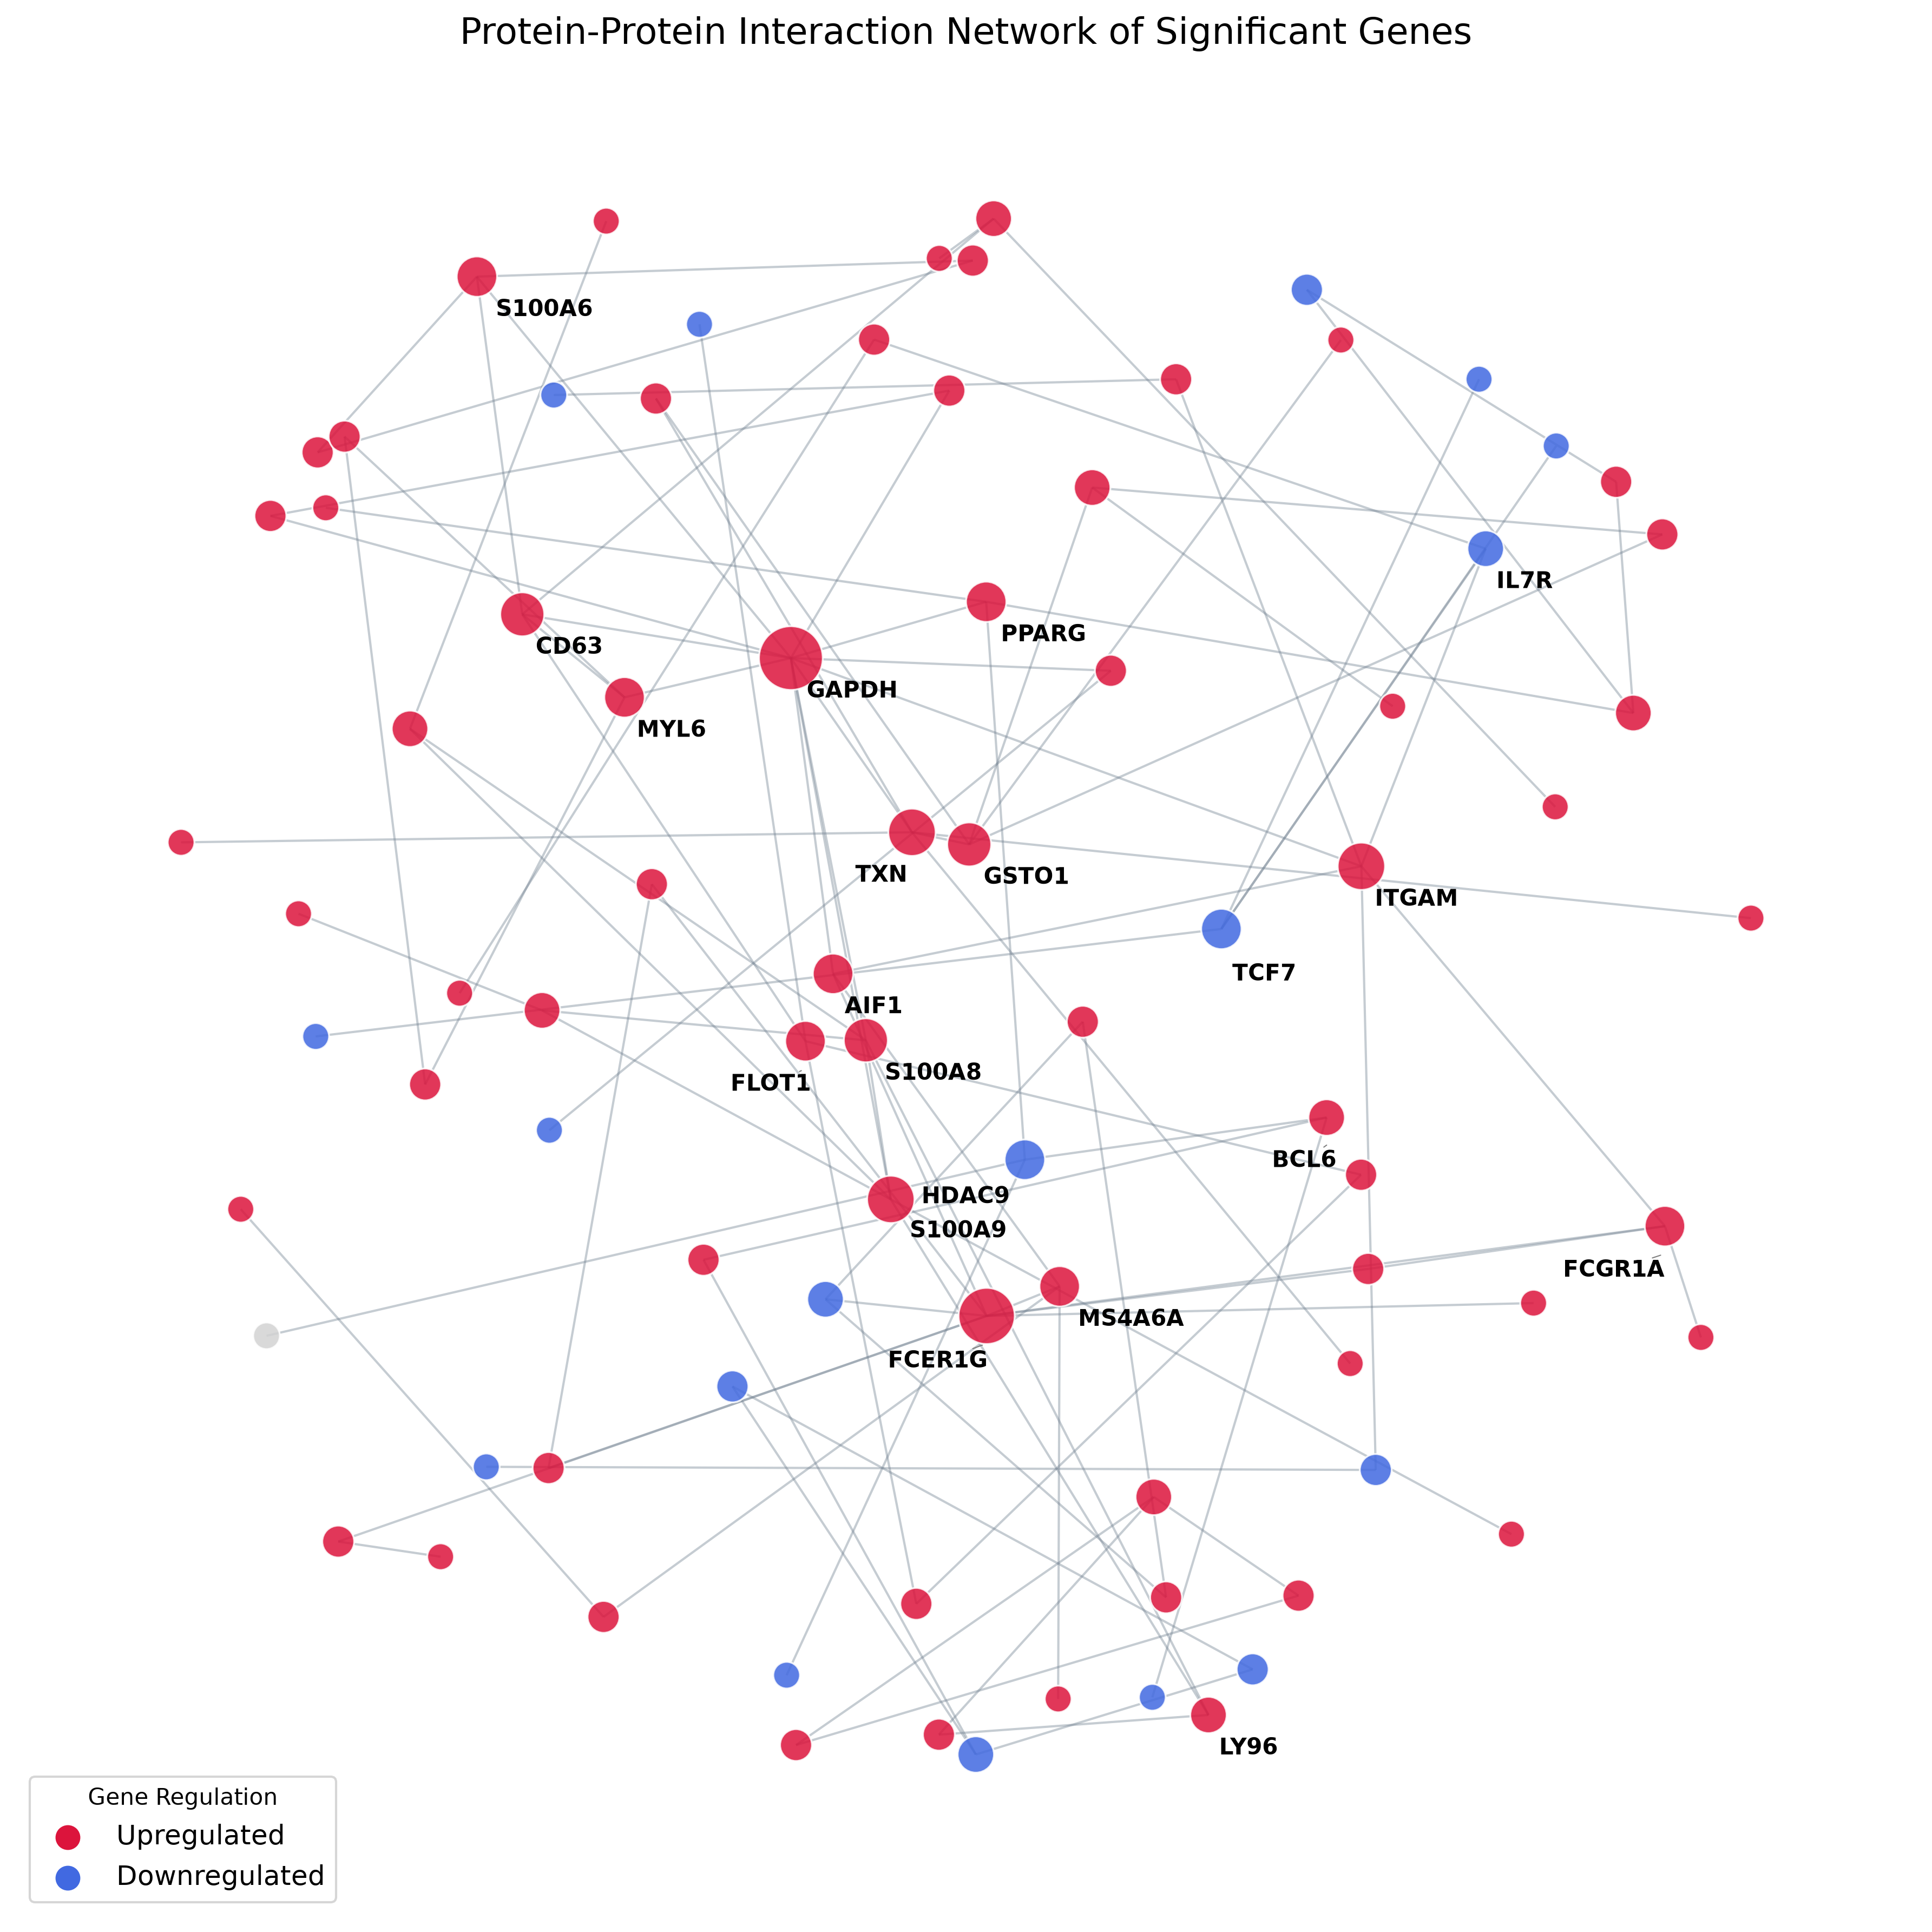 Protein-Protein Interaction Network of Significant Genes
S100A6
IL7R
PPARG
CD63
GAPDH
MYL6
TXN
GSTO1
ITGAM
TCF7
AIF1
S100A8
FLOT1
BCL6
HDAC9
S100A9
FCGR1A
MS4A6A
FCER1G
LY96
Gene Regulation
Upregulated
Downregulated